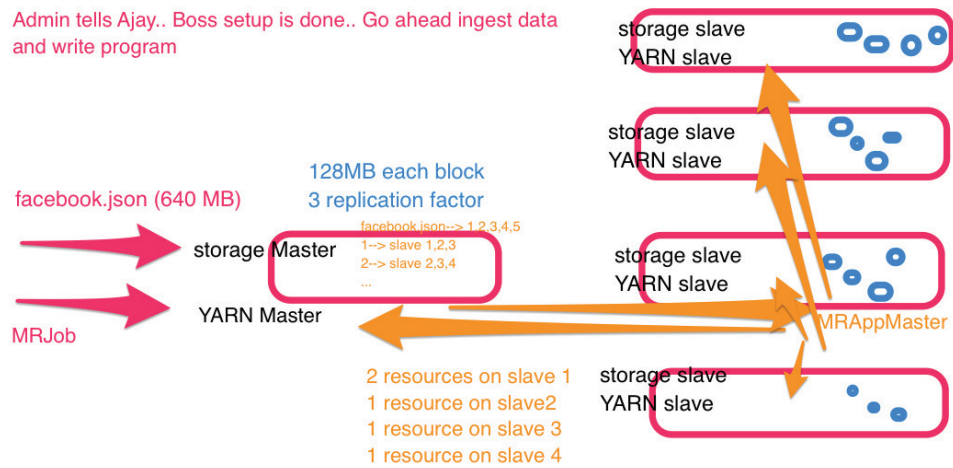 Admin tells Ajay.. Boss setup is done.. Go ahead ingest data
and write program
storage slave
YARN slave
storage slave
YARN slave
128MB each block
3 replication factor
facebook.json (640 MB)
facebook.json--> 1,2,3,4,5
1--> slave 1,2,3
2--> slave 2,3,4
...
storage Master
storage slave
YARN slave
YARN Master
MRAppMaster
MRJob
storage slave
YARN slave
2 resources on slave 1
1 resource on slave2
1 resource on slave 3
1 resource on slave 4